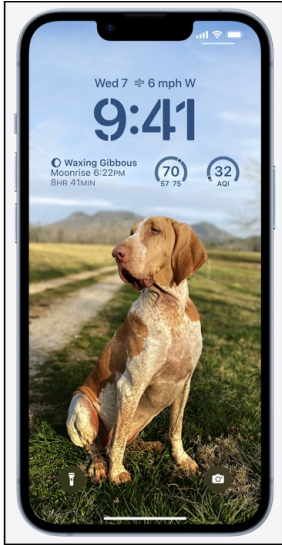 Wed 7 6 mph W
9:41
Waxing Gibbous
Moonrise 6:22PM
8HR 41MIN
70
57 75
32
AQI